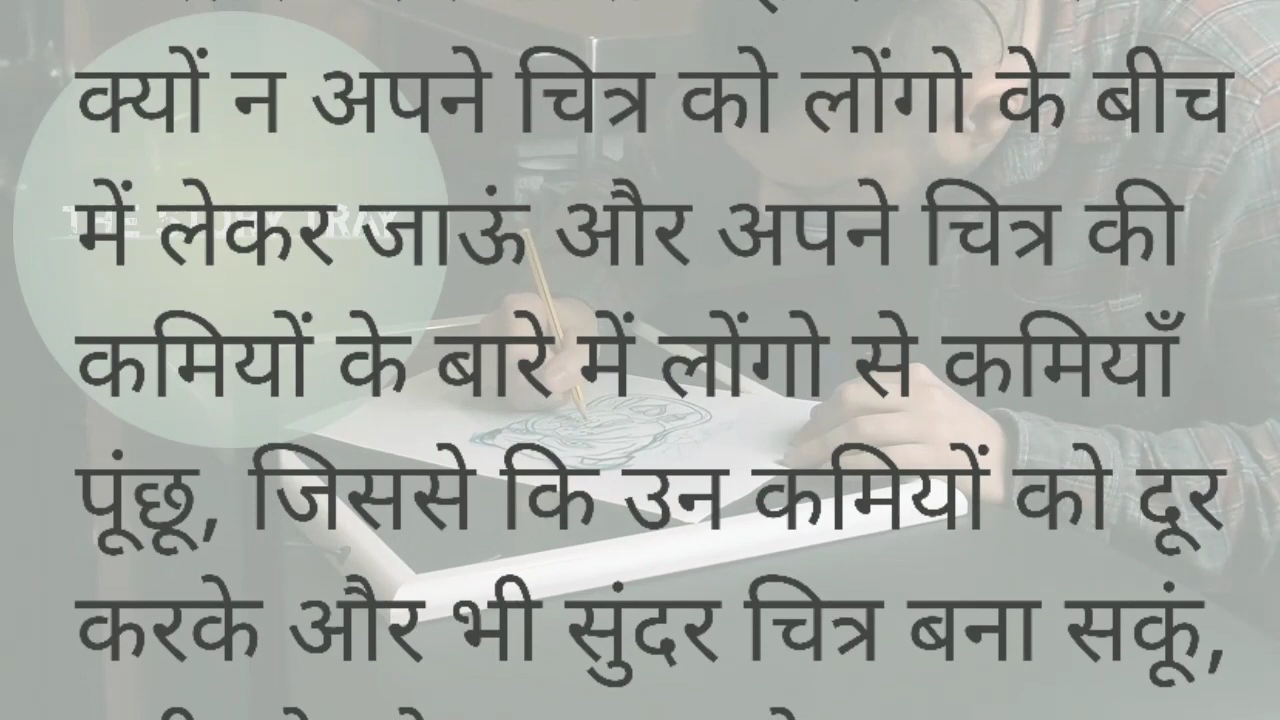 क्यों न अपने चित्र को लोंगो के बीच
में लेकर जाऊं और अपने चित्र की
कमियों के बारे में लोंगो से कमियाँ
पूंछू, जिससे कि उन कमियों को दूर
करके और भी सुंदर चित्र बना सकूं,